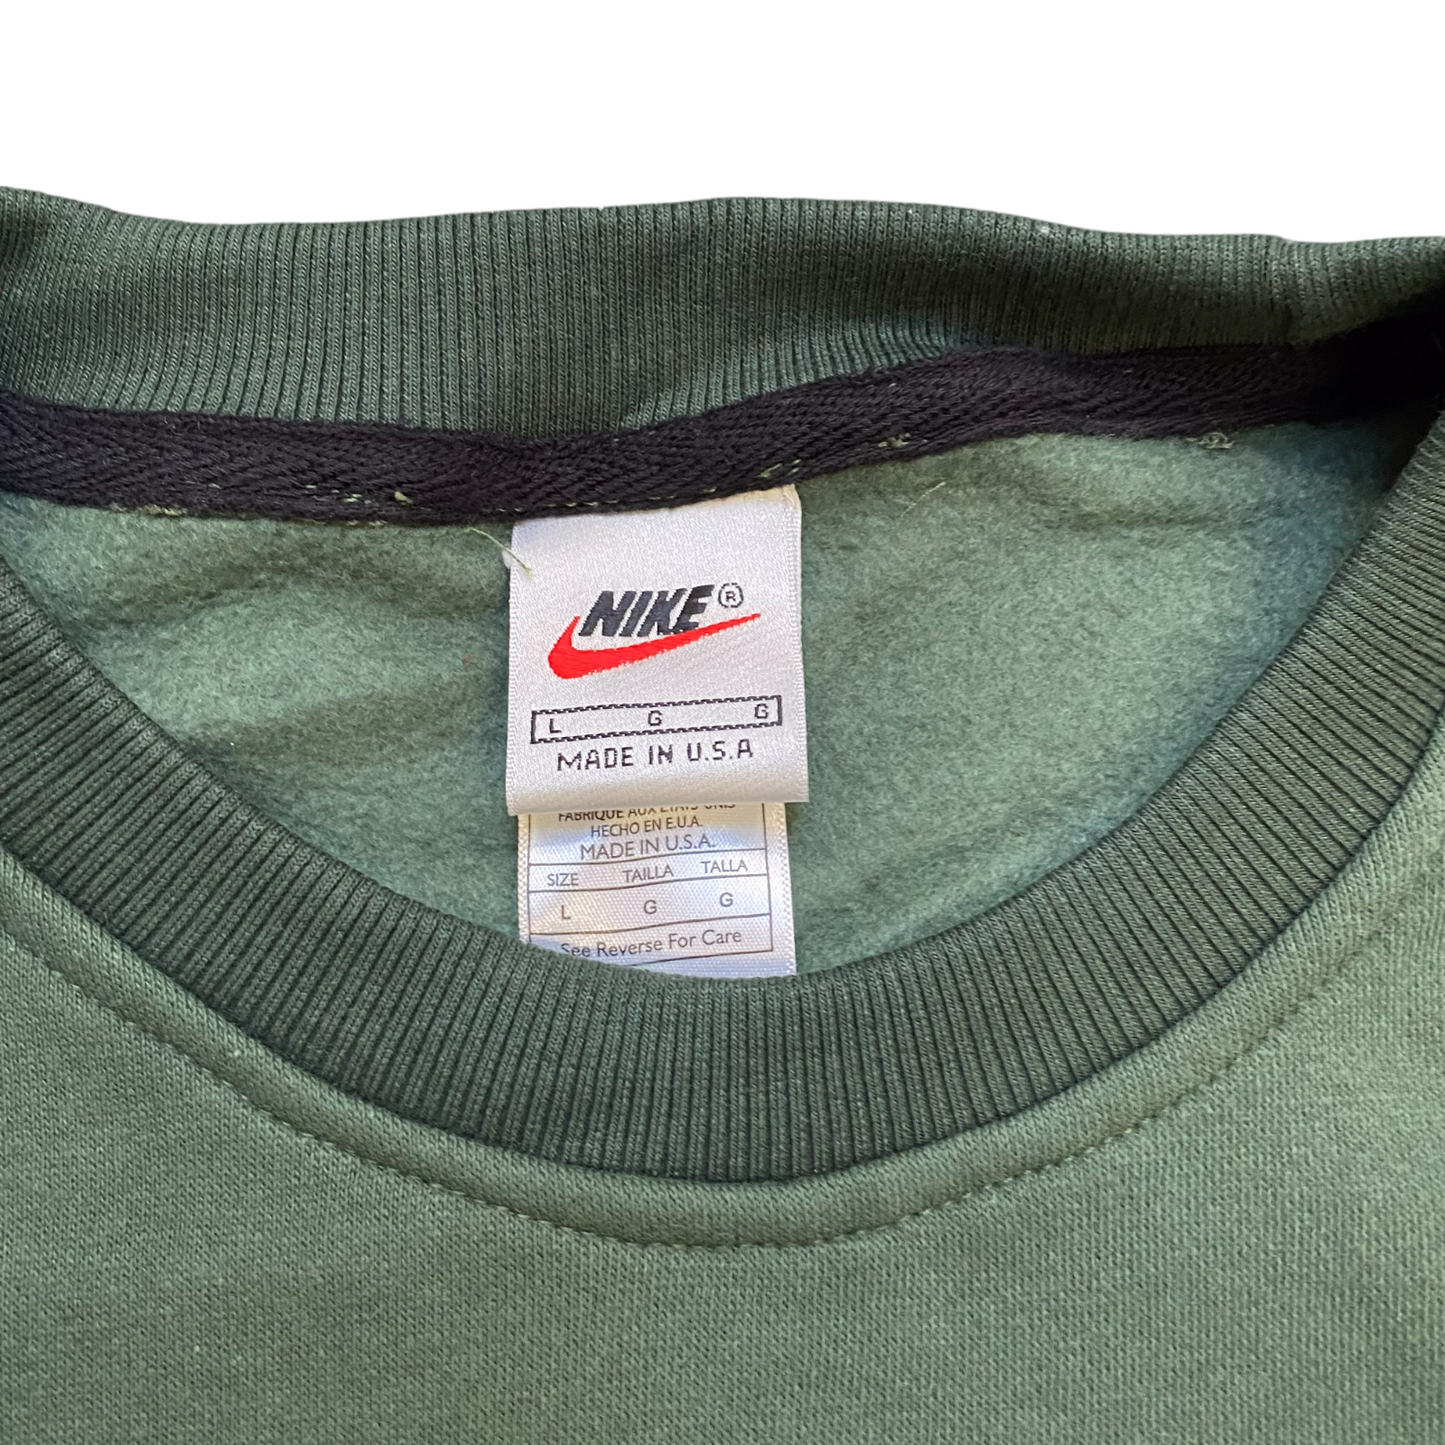 NIKE®
L G G
MADE IN U.S.A
FABRIQUE AUX ETATS-UNIS
HECHO EN E.U.A.
MADE IN U.S.A.
SIZE TAILLA TALLA
L G G
See Reverse For Care